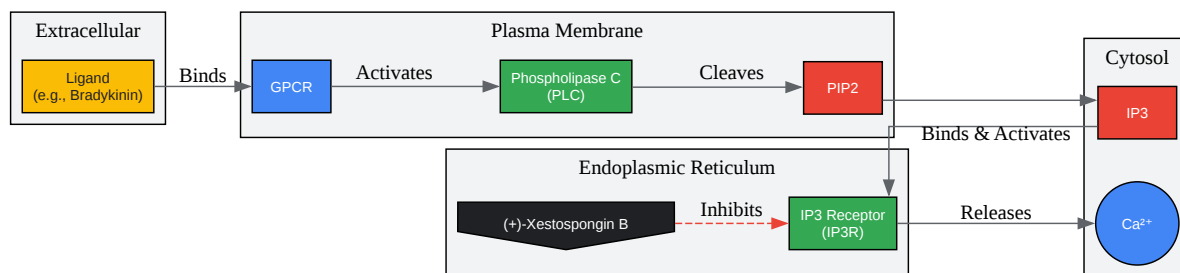 Extracellular
Plasma Membrane
Cytosol
Ligand
(e.g., Bradykinin)
Binds
GPCR
Activates
Phospholipase C
(PLC)
Cleaves
PIP2
IP3
Binds & Activates
Endoplasmic Reticulum
(+)-Xestospongin B
Inhibits
IP3 Receptor
(IP3R)
Releases
Ca²⁺